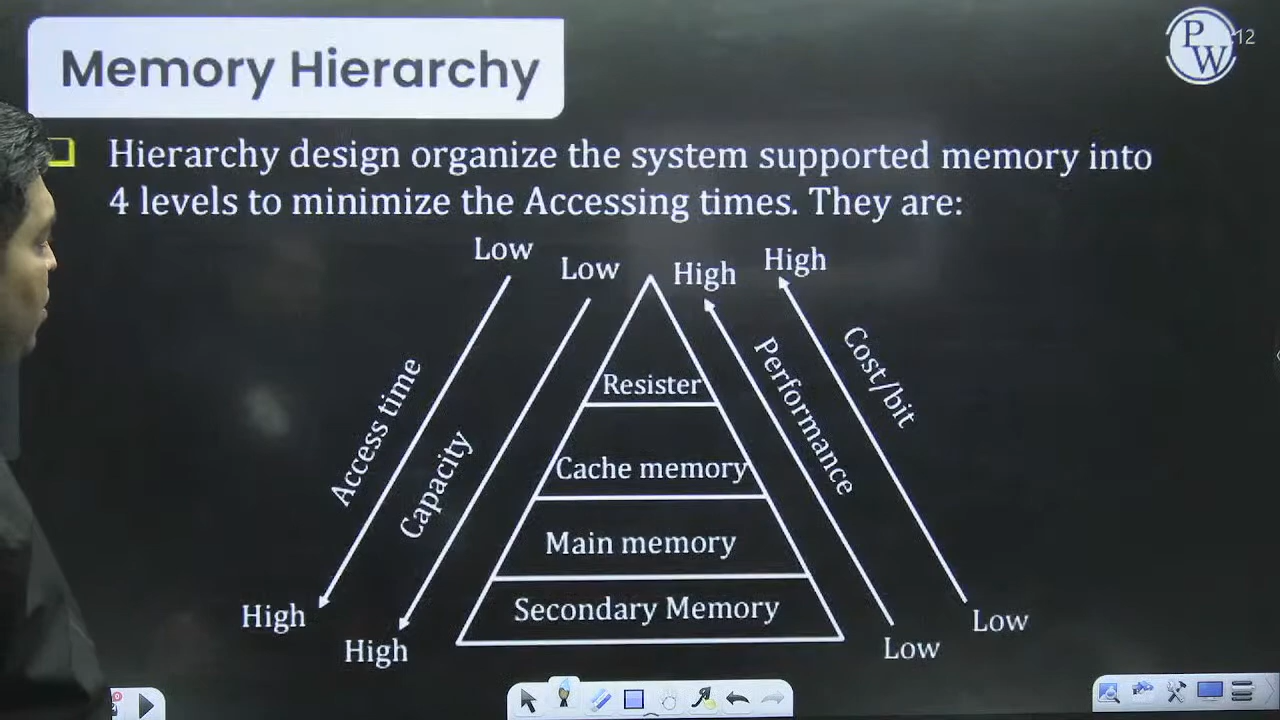 Memory Hierarchy
PW
12
Hierarchy design organize the system supported memory into
4 levels to minimize the Accessing times. They are:
Low
Low
High
High
Access time
Capacity
Resister
Cache memory
Main memory
Secondary Memory
Performance
Cost/bit
High
High
Low
Low